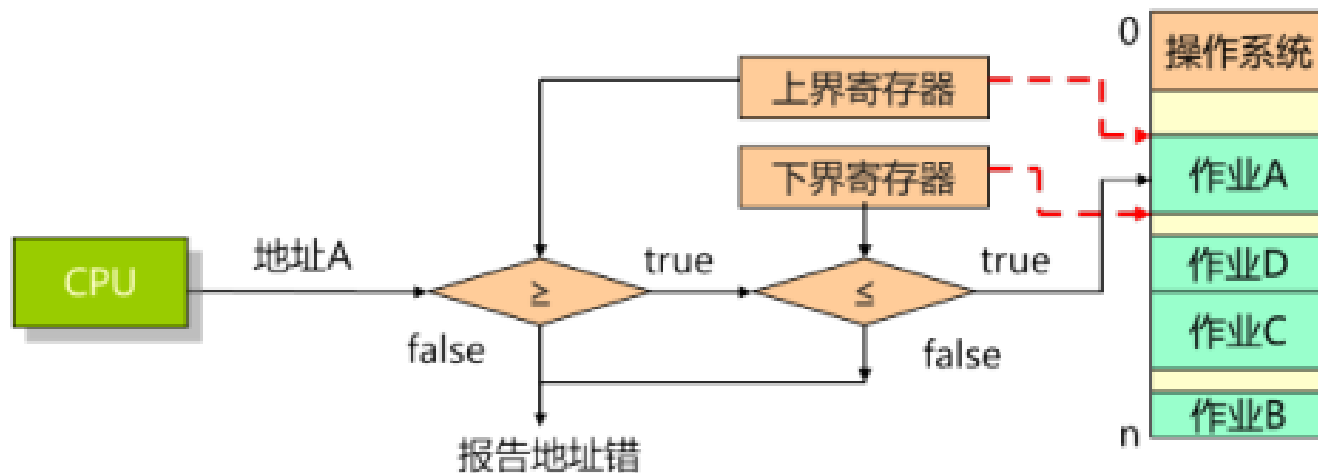 0
操作系统
上界寄存器
下界寄存器
作业A
CPU
地址A
≥
true
≤
true
作业D
false
false
作业C
报告地址错
n
作业B